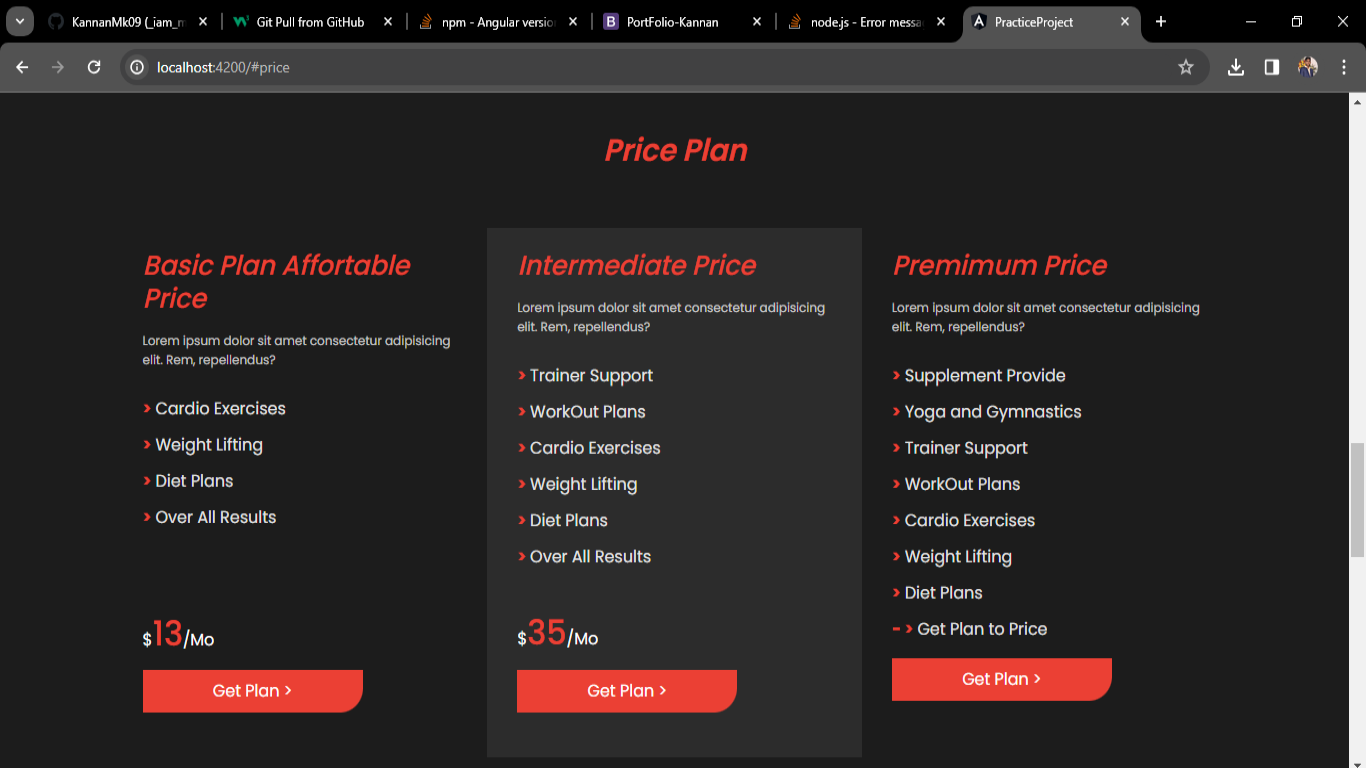 KannanMk09 (_iam_m
Git Pull from GitHub
npm - Angular versio
PortFolio-Kannan
node.js - Error messa
PracticeProject
localhost:4200/#price
Price Plan
Basic Plan Affortable
Price
Lorem ipsum dolor sit amet consectetur adipisicing
elit. Rem, repellendus?
> Cardio Exercises
> Weight Lifting
> Diet Plans
> Over All Results
$13/Mo
Get Plan >
Intermediate Price
Lorem ipsum dolor sit amet consectetur adipisicing
elit. Rem, repellendus?
> Trainer Support
> WorkOut Plans
> Cardio Exercises
> Weight Lifting
> Diet Plans
> Over All Results
$35/Mo
Get Plan >
Premimum Price
Lorem ipsum dolor sit amet consectetur adipisicing
elit. Rem, repellendus?
> Supplement Provide
> Yoga and Gymnastics
> Trainer Support
> WorkOut Plans
> Cardio Exercises
> Weight Lifting
> Diet Plans
- > Get Plan to Price
Get Plan >